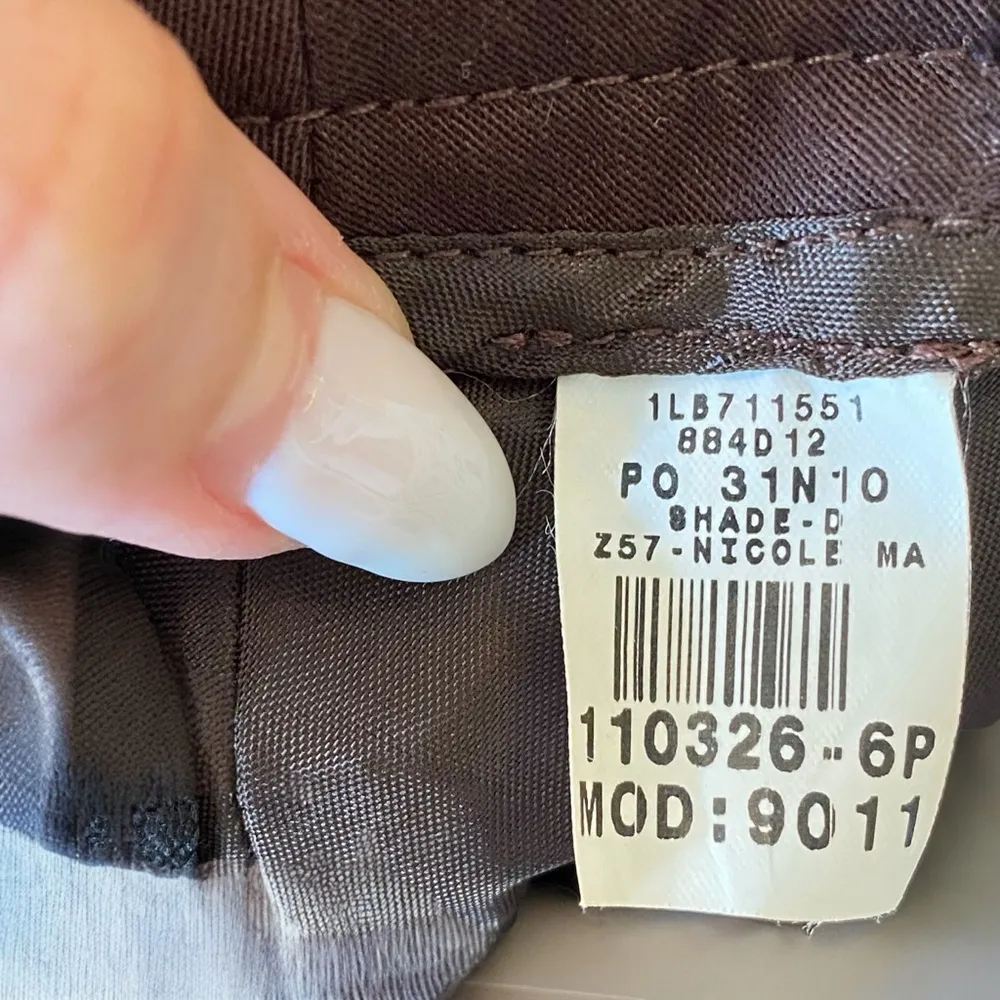 1LB711551
884D12
PO 31N10
SHADE-D
Z57-NICOLE MA
110326-6P
MOD:9011